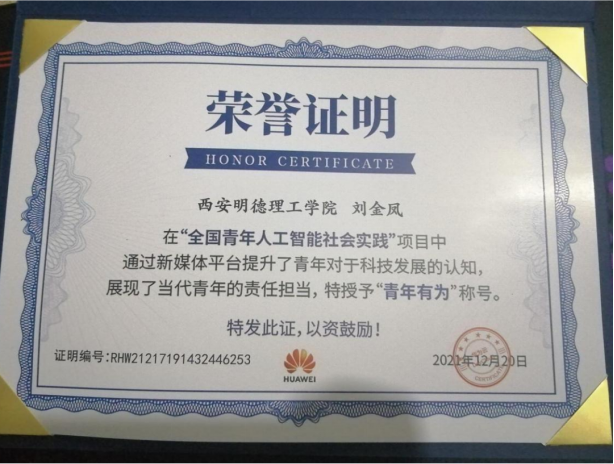 荣誉证明
HONOR CERTIFICATE
西安明德理工学院 刘金凤
在“全国青年人工智能社会实践”项目中
通过新媒体平台提升了青年对于科技发展的认知，
展现了当代青年的责任担当，特授予“青年有为”称号。
特发此证，以资鼓励！
证明编号：RHW21217191432446253
HUAWEI
2021年12月20日